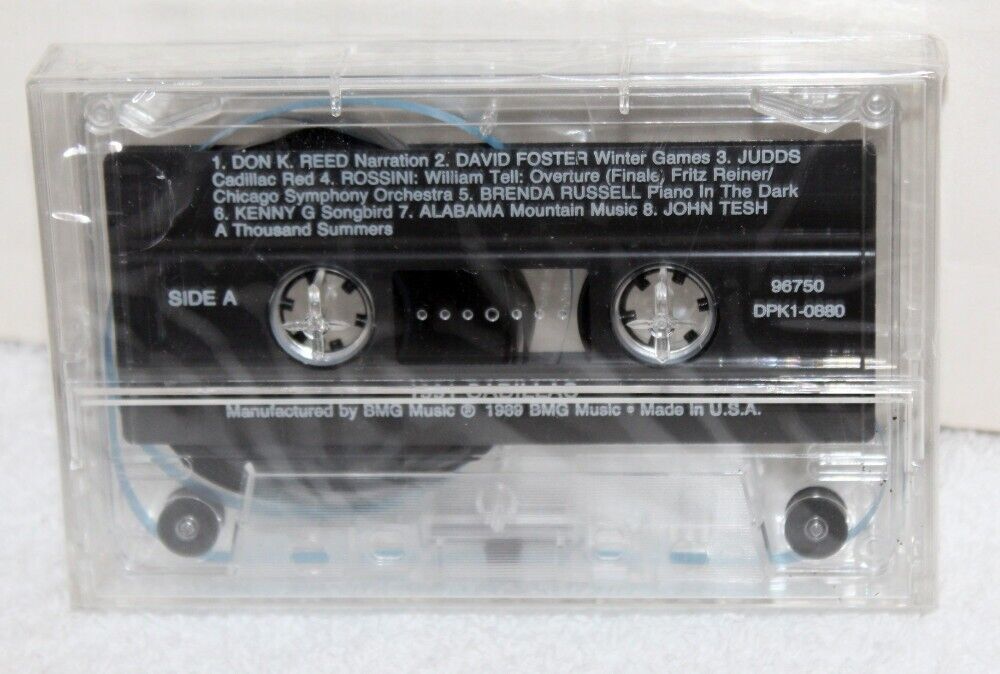 1. DON K. REED Narration 2. DAVID FOSTER Winter Games 3. JUDDS
Cadillac Red 4. ROSSINI: William Tell: Overture (Finale) Fritz Reiner/
Chicago Symphony Orchestra 5. BRENDA RUSSELL Piano In The Dark
6. KENNY G Songbird 7. ALABAMA Mountain Music 8. JOHN TESH
A Thousand Summers
SIDE A
96750
DPK1-0880
CADILLAC
Manufactured by BMG Music ℗ 1989 BMG Music • Made in U.S.A.